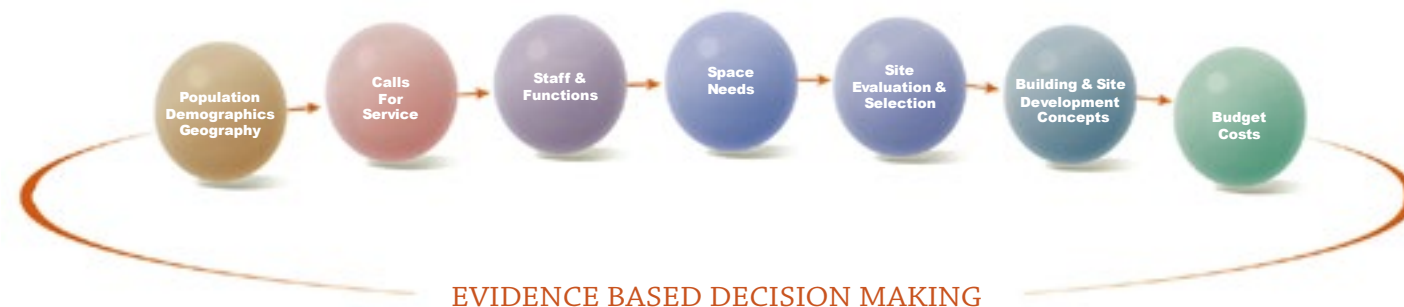 Population
Demographics
Geography
Calls
For
Service
Staff &
Functions
Space
Needs
Site
Evaluation &
Selection
Building & Site
Development
Concepts
Budget
Costs
EVIDENCE BASED DECISION MAKING